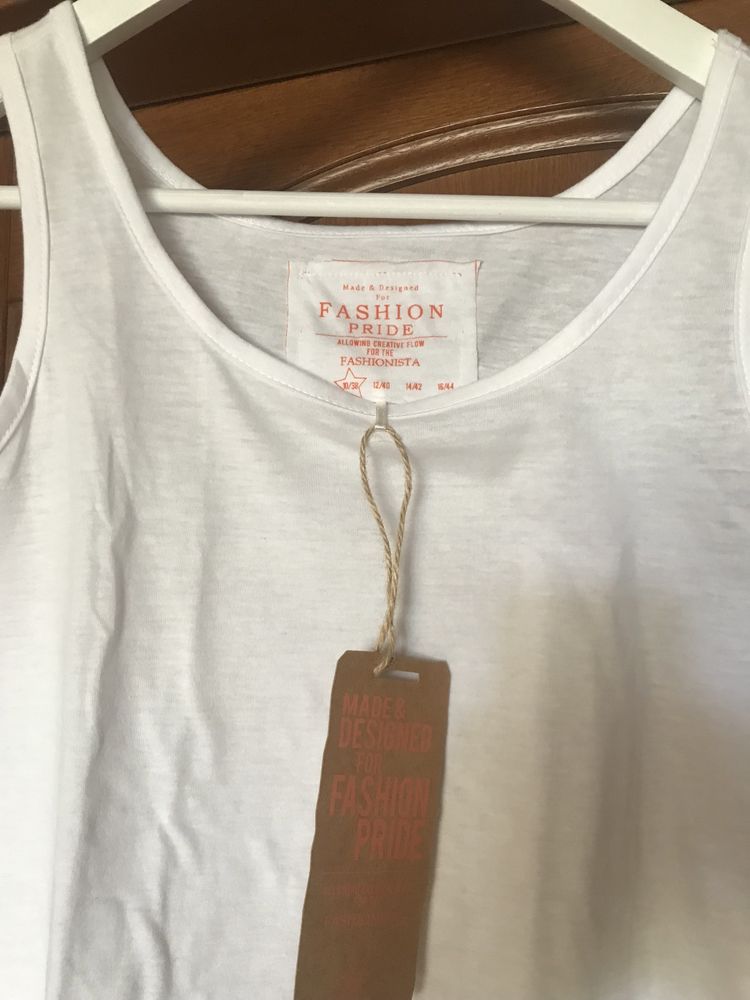 Made & Designed
For
FASHION
PRIDE
ALLOWING CREATIVE FLOW
FOR THE
FASHIONISTA
10/38 12/40 14/42 16/44
MADE &
DESIGNED
FOR
FASHION
PRIDE